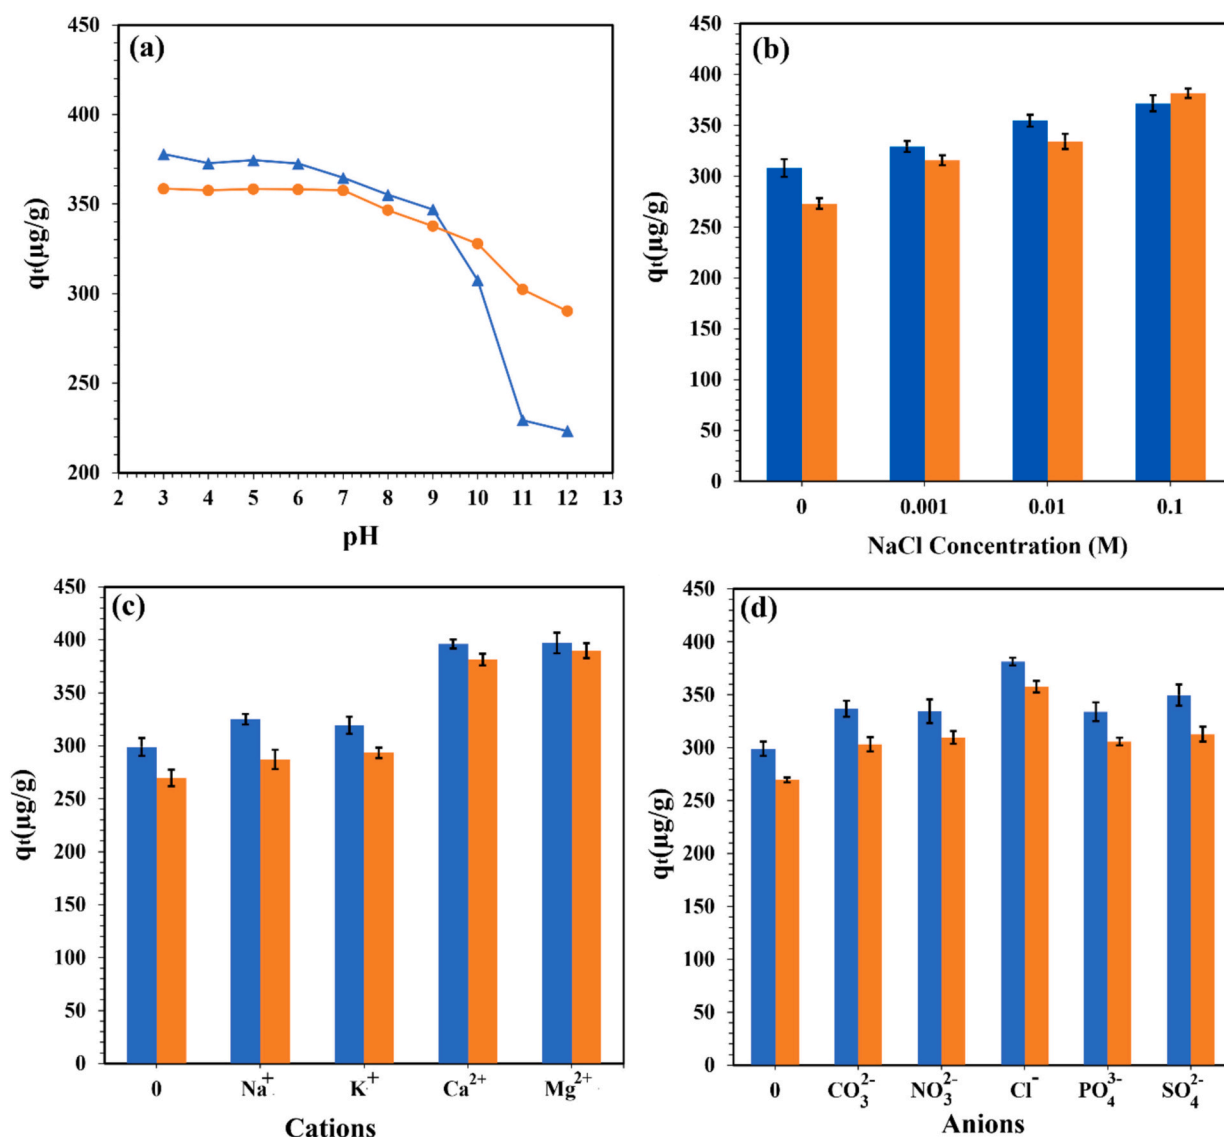 (a)
450
400
350
300
250
200
qt(µg/g)
2 3 4 5 6 7 8 9 10 11 12 13
pH
(b)
450
400
350
300
250
200
150
100
50
0
qt(µg/g)
0 0.001 0.01 0.1
NaCl Concentration (M)
(c)
450
400
350
300
250
200
150
100
50
0
qt(µg/g)
0 Na⁺ K⁺ Ca²⁺ Mg²⁺
Cations
(d)
450
400
350
300
250
200
150
100
50
0
qt(µg/g)
0 CO₃²⁻ NO₃²⁻ Cl⁻ PO₄³⁻ SO₄²⁻
Anions